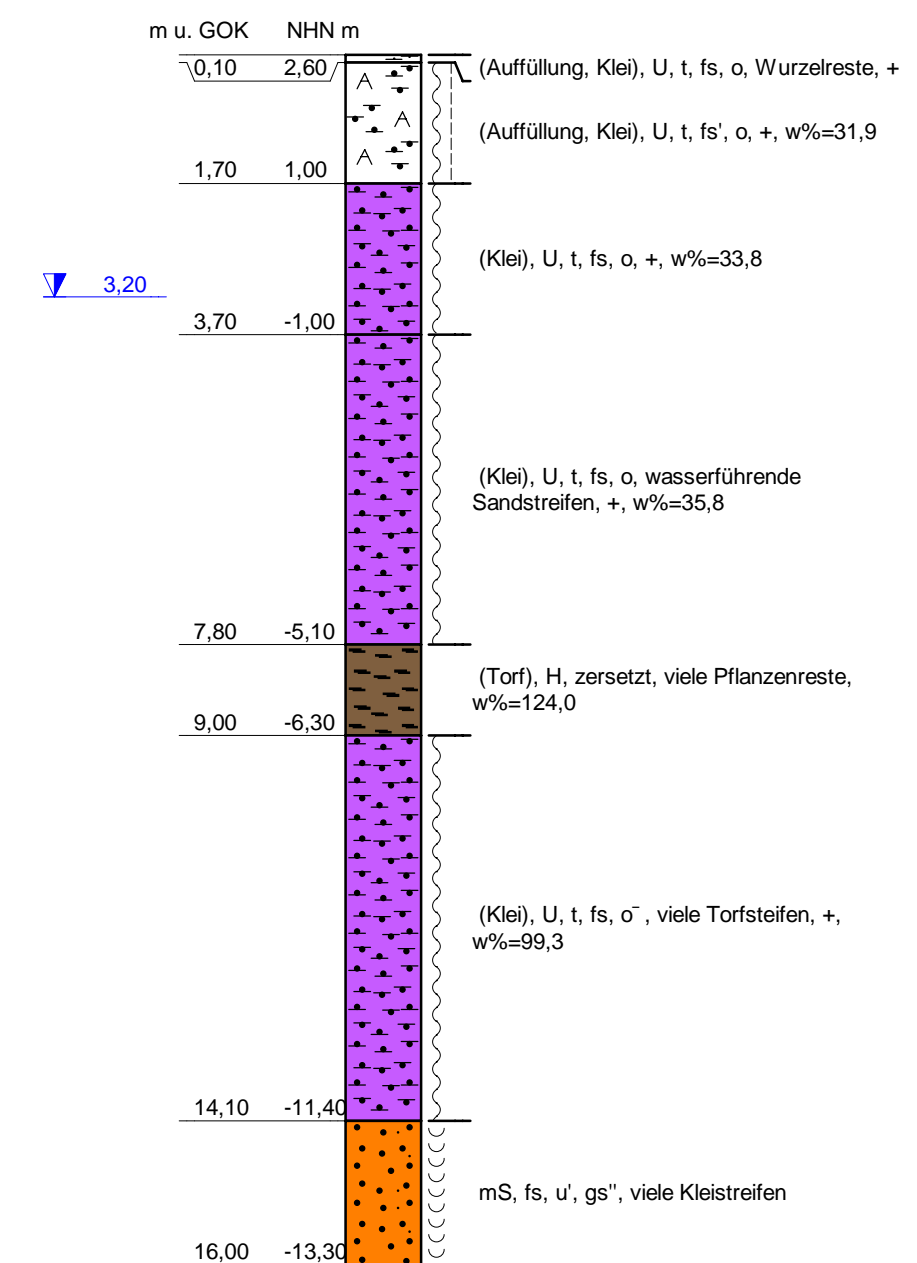 m u. GOK NHN m
0,10 2,60 (Auffüllung, Klei), U, t, fs, o, Wurzelreste, +
(Auffüllung, Klei), U, t, fs', o, +, w%=31,9
1,70 1,00
(Klei), U, t, fs, o, +, w%=33,8
3,20
3,70 -1,00
(Klei), U, t, fs, o, wasserführende
Sandstreifen, +, w%=35,8
7,80 -5,10
(Torf), H, zersetzt, viele Pflanzenreste,
w%=124,0
9,00 -6,30
(Klei), U, t, fs, o¯, viele Torfsteifen, +,
w%=99,3
14,10 -11,40
mS, fs, u', gs'', viele Kleistreifen
16,00 -13,30